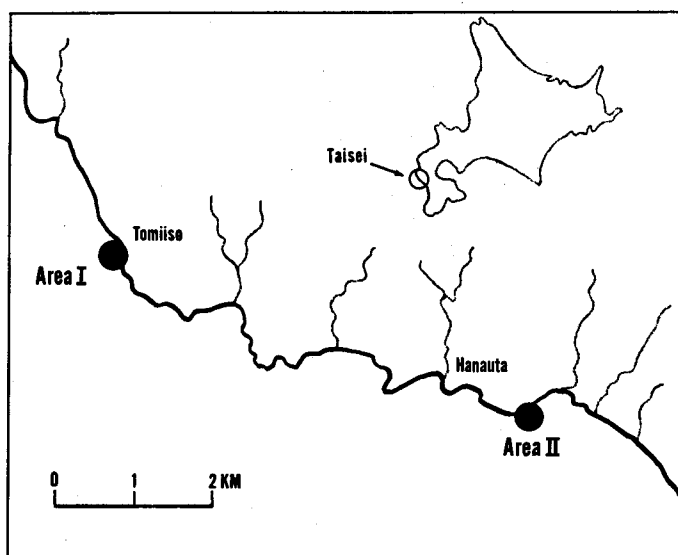 Taisei
Tomiiso
Area I
Hanauta
Area II
0 1 2 KM